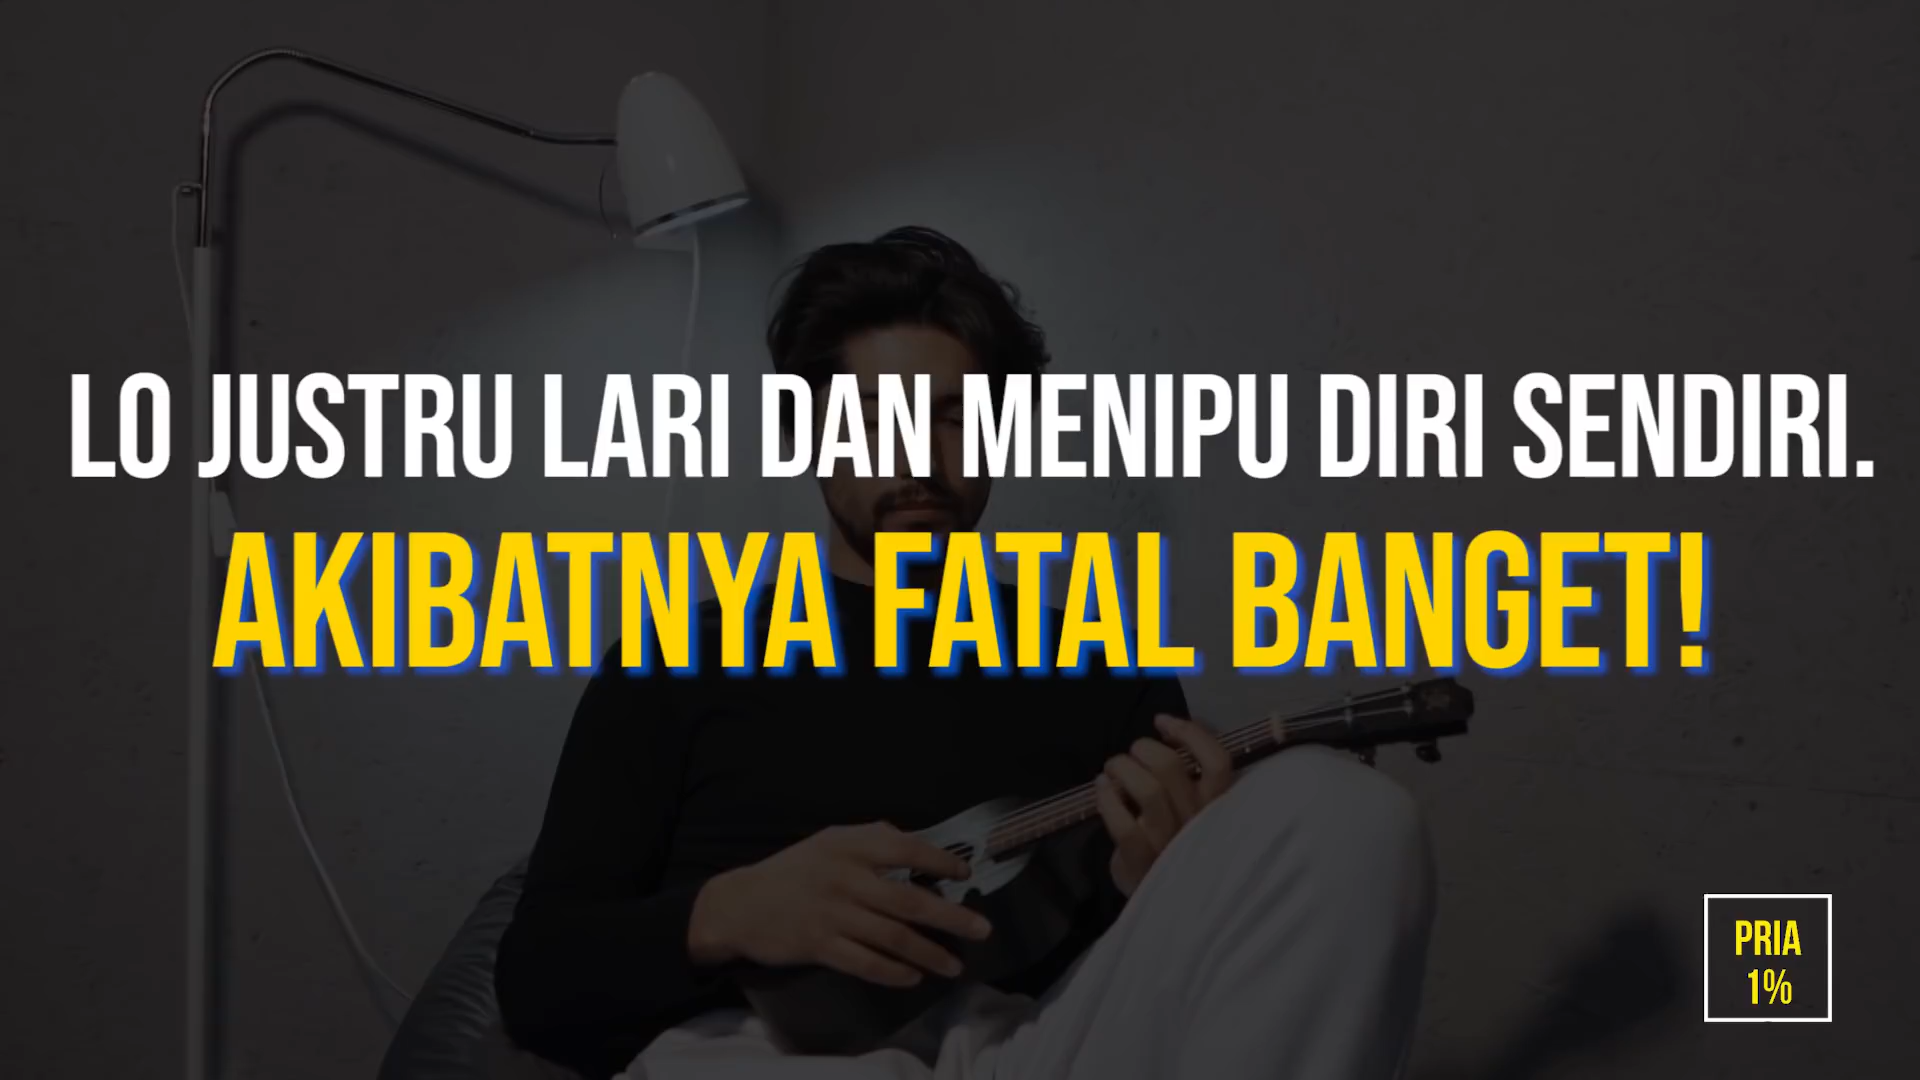 LO JUSTRU LARI DAN MENIPU DIRI SENDIRI.
AKIBATNYA FATAL BANGET!
PRIA
1%